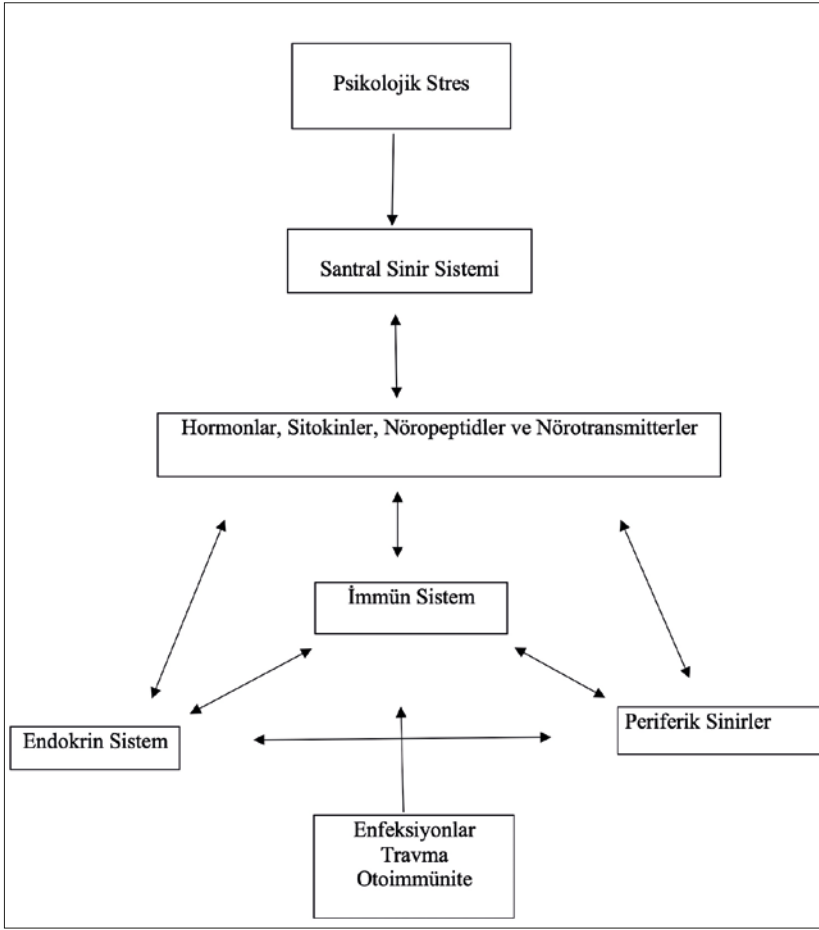 Psikolojik Stres
Santral Sinir Sistemi
Hormonlar, Sitokinler, Nöropeptidler ve Nörotransmitterler
İmmün Sistem
Endokrin Sistem
Periferik Sinirler
Enfeksiyonlar
Travma
Otoimmünite